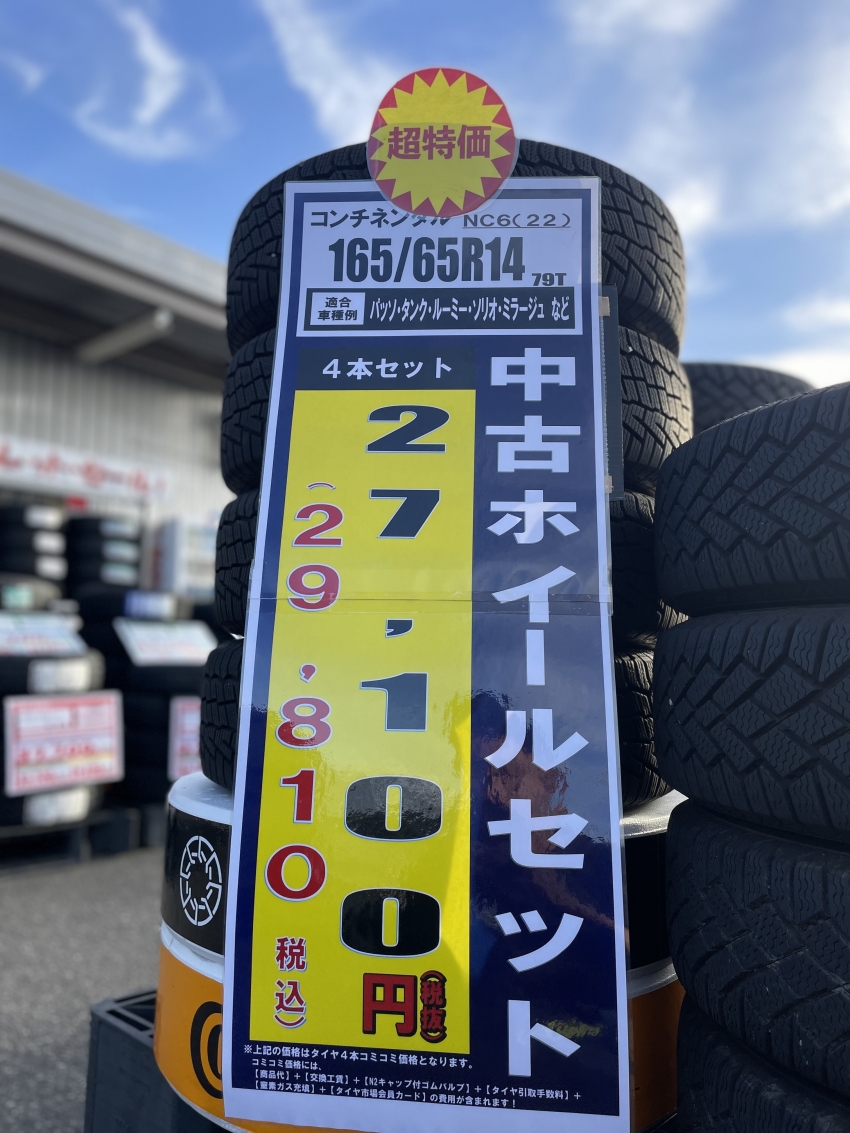 超特価
コンチネンタル NC6(22)
165/65R14 79T
適合
車種例
パッソ・タンク・ルーミー・ソリオ・ミラージュ など
中古ホイールセット
4本セット
27,100円(税抜)
(29,810税込)
※上記の価格はタイヤ4本コミコミ価格となります。
コミコミ価格には、
【商品代】+【交換工賃】+【N2キャップ付ゴムバルブ】+【タイヤ引取手数料】+
【窒素ガス充填】+【タイヤ市場会員カード】の費用が含まれます!